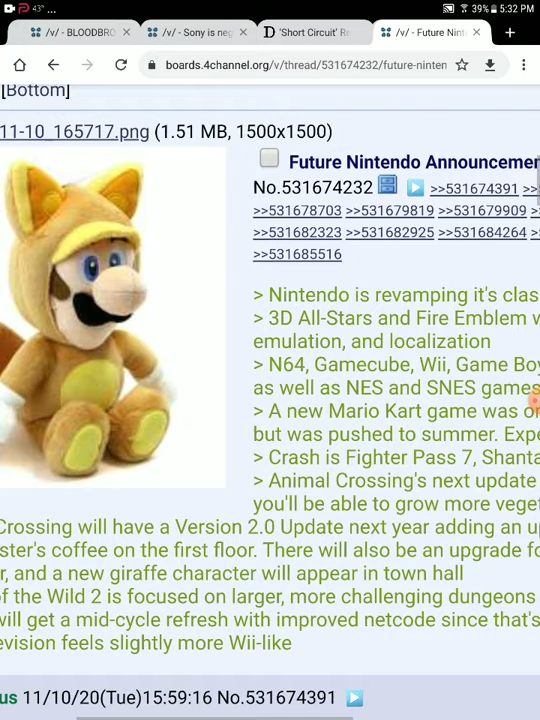 43° 39% 5:32 PM
/v/ - BLOODBRO /v/ - Sony is neg D 'Short Circuit' Re /v/ - Future Ninte
boards.4channel.org/v/thread/531674232/future-ninten
[Bottom]
11-10_165717.png (1.51 MB, 1500x1500)
Future Nintendo Announcemen
No.531674232 >>531674391 >>
>>531678703 >>531679819 >>531679909 >
>>531682323 >>531682925 >>531684264 >
>>531685516
> Nintendo is revamping it's clas
> 3D All-Stars and Fire Emblem w
emulation, and localization
> N64, Gamecube, Wii, Game Boy
as well as NES and SNES games
> A new Mario Kart game was o
but was pushed to summer. Expe
> Crash is Fighter Pass 7, Shanta
> Animal Crossing's next update
you'll be able to grow more veget
Crossing will have a Version 2.0 Update next year adding an up
ster's coffee on the first floor. There will also be an upgrade fo
r, and a new giraffe character will appear in town hall
of the Wild 2 is focused on larger, more challenging dungeons
will get a mid-cycle refresh with improved netcode since that's
evision feels slightly more Wii-like
us 11/10/20(Tue)15:59:16 No.531674391